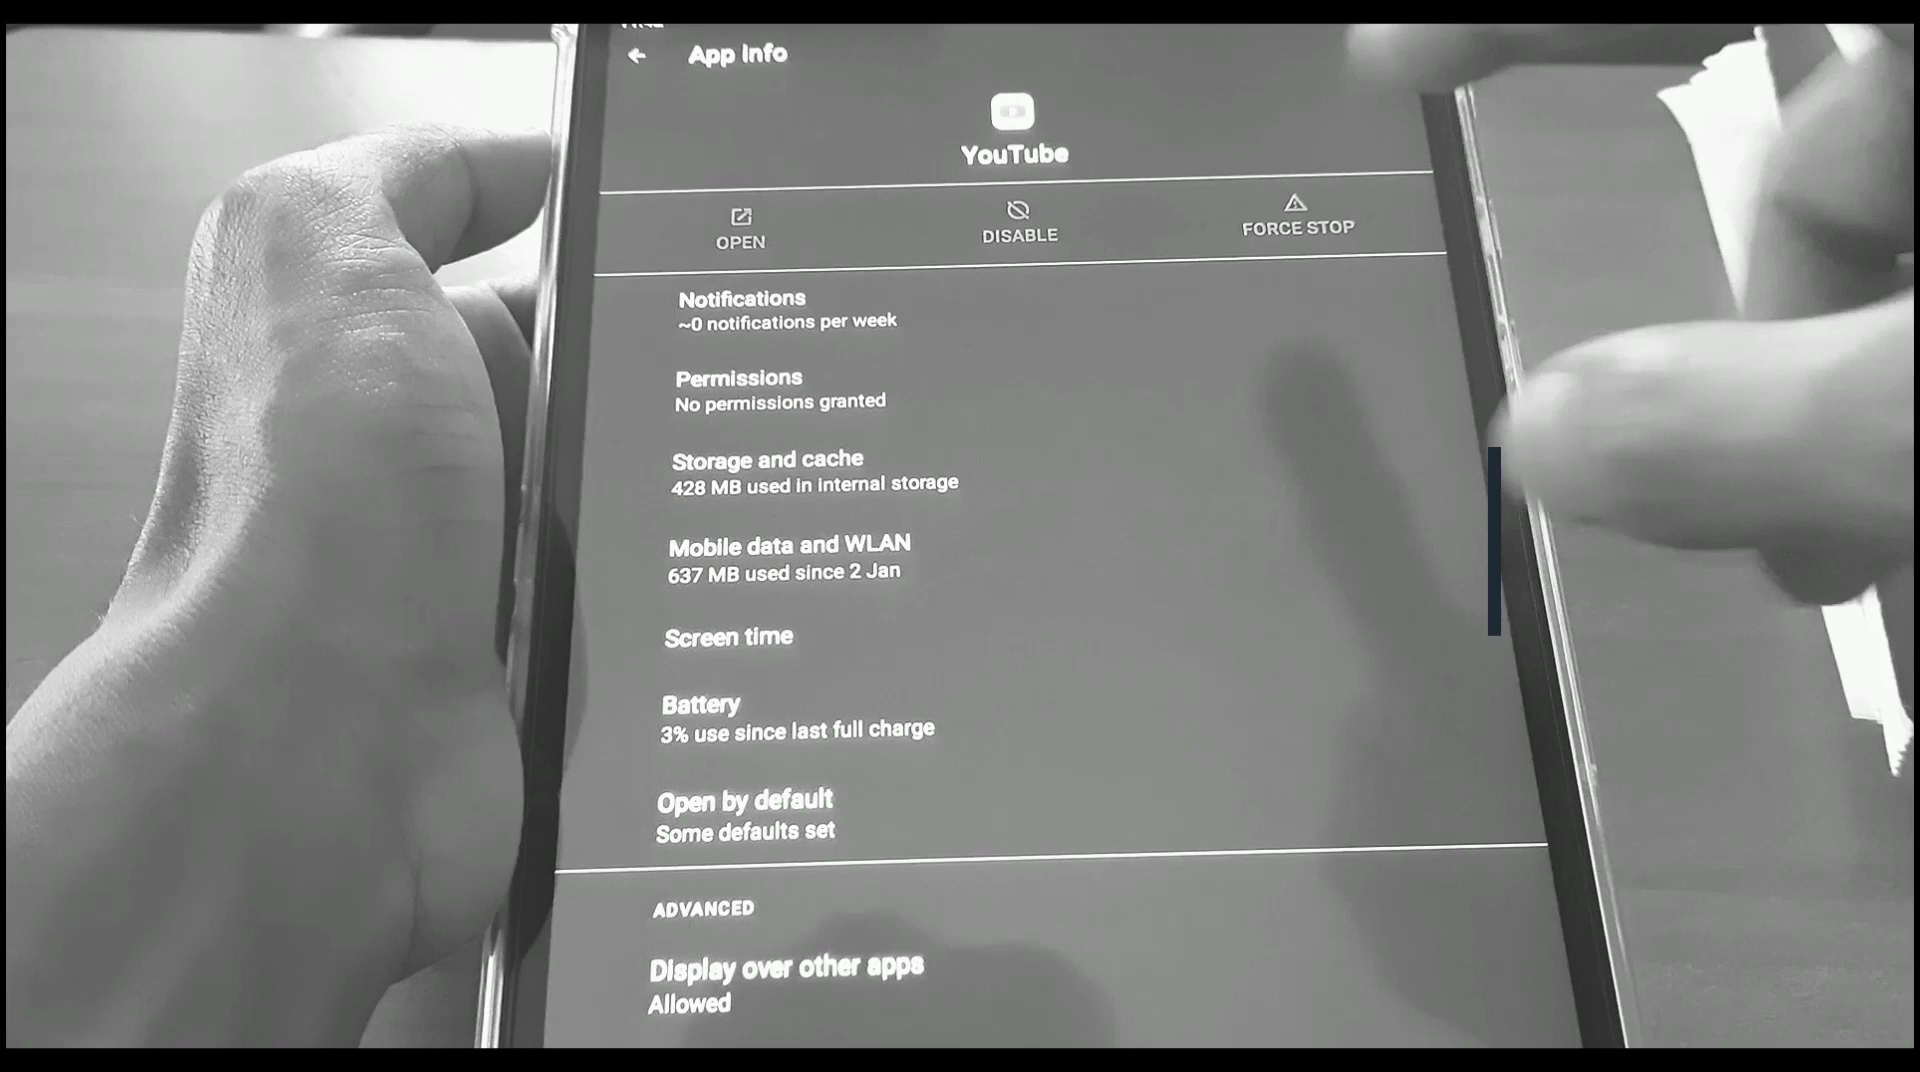 App info
YouTube
OPEN
DISABLE
FORCE STOP
Notifications
~0 notifications per week
Permissions
No permissions granted
Storage and cache
428 MB used in internal storage
Mobile data and WLAN
637 MB used since 2 Jan
Screen time
Battery
3% use since last full charge
Open by default
Some defaults set
ADVANCED
Display over other apps
Allowed